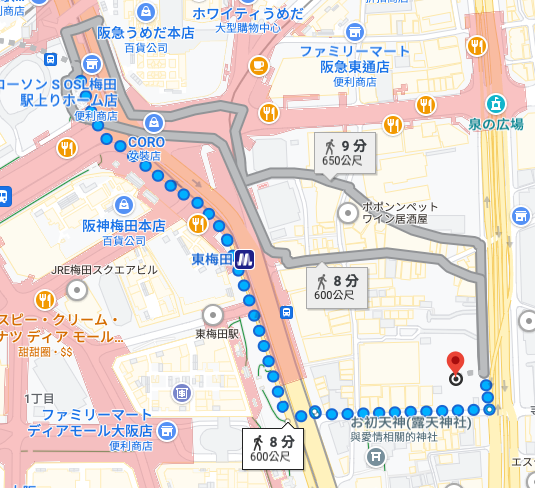 ホワイティうめだ
大型購物中心
阪急うめだ本店
百貨公司
ファミリーマート
阪急東通店
便利商店
ローソン S OSL梅田
駅上りホーム店
便利商店
泉の広場
CORO
女裝店
9 分
650公尺
ポポンンペット
ワイン居酒屋
阪神梅田本店
百貨公司
東梅田
JRE梅田スクエアビル
8 分
600公尺
スピー・クリーム・
ナツ ディア モール...
甜甜圈・$$
東梅田駅
1丁目
ファミリーマート
ディアモール大阪店
便利商店
お初天神(露天神社)
與愛情相關的神社
8 分
600公尺
エス